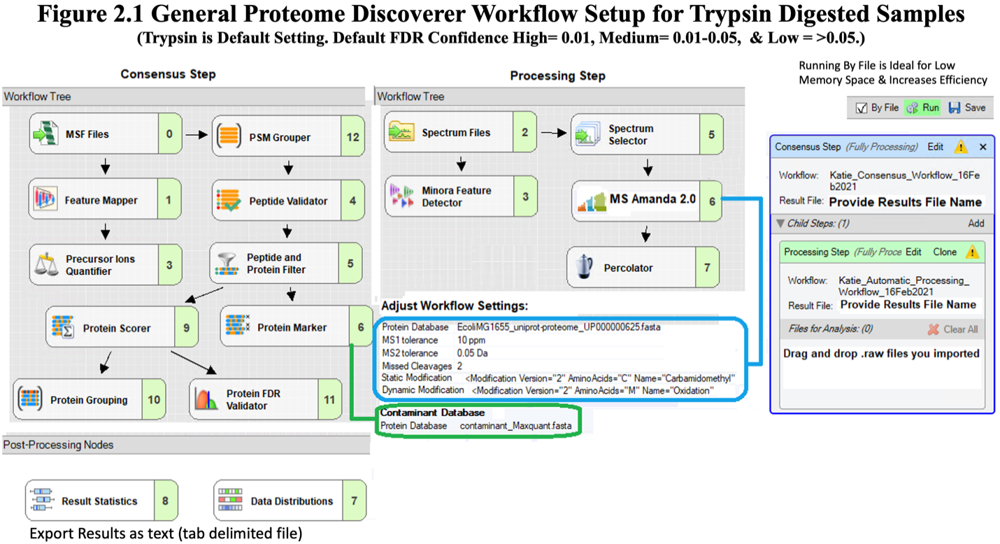 Figure 2.1 General Proteome Discoverer Workflow Setup for Trypsin Digested Samples
(Trypsin is Default Setting. Default FDR Confidence High= 0.01, Medium= 0.01-0.05, & Low = >0.05.)
Consensus Step
Workflow Tree
MSF Files 0
PSM Grouper 12
Feature Mapper 1
Peptide Validator 4
Precursor Ions
Quantifier 3
Peptide and
Protein Filter 5
Protein Scorer 9
Protein Marker 6
Protein Grouping 10
Protein FDR
Validator 11
Post-Processing Nodes
Result Statistics 8
Data Distributions 7
Export Results as text (tab delimited file)
Processing Step
Workflow Tree
Spectrum Files 2
Spectrum
Selector 5
Minora Feature
Detector 3
MS Amanda 2.0 6
Percolator 7
Adjust Workflow Settings:
Protein Database EcoliMG1655_uniprot-proteome_UP000000625.fasta
MS1 tolerance 10 ppm
MS2 tolerance 0.05 Da
Missed Cleavages 2
Static Modification <Modification Version="2" AminoAcids="C" Name="Carbamidomethyl"
Dynamic Modification <Modification Version="2" AminoAcids="M" Name="Oxidation"
Contaminant Database
Protein Database contaminant_Maxquant.fasta
Running By File is Ideal for Low
Memory Space & Increases Efficiency
By File Run Save
Consensus Step (Fully Processing) Edit
Workflow: Katie_Consensus_Workflow_16Fe
b2021
Result File: Provide Results File Name
Child Steps: (1) Add
Processing Step (Fully Proce Edit Clone
Workflow: Katie_Automatic_Processing_
Workflow_16Feb2021
Result File: Provide Results File Name
Files for Analysis: (0) Clear All
Drag and drop .raw files you imported